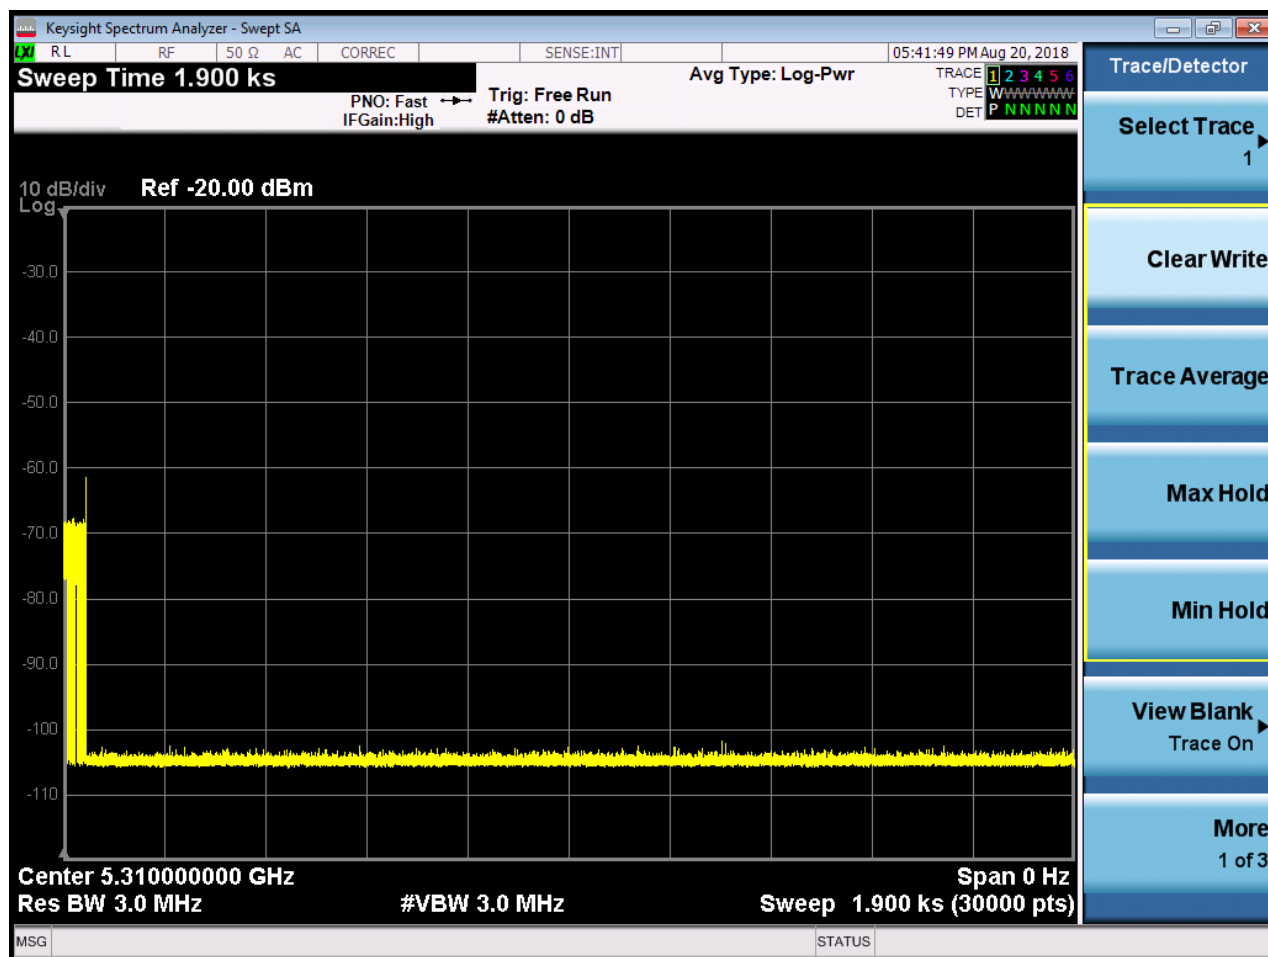 Keysight Spectrum Analyzer - Swept SA
LXI RL RF 50 Ω AC CORREC SENSE:INT 05:41:49 PM Aug 20, 2018
Sweep Time 1.900 ks
PNO: Fast
IFGain:High
Trig: Free Run
#Atten: 0 dB
Avg Type: Log-Pwr
TRACE 1 2 3 4 5 6
TYPE WWWWWWW
DET P N N N N N
10 dB/div
Log
Ref -20.00 dBm
-30.0
-40.0
-50.0
-60.0
-70.0
-80.0
-90.0
-100
-110
Center 5.310000000 GHz
Span 0 Hz
Res BW 3.0 MHz
#VBW 3.0 MHz
Sweep 1.900 ks (30000 pts)
MSG
STATUS
Trace/Detector
Select Trace
1
Clear Write
Trace Average
Max Hold
Min Hold
View Blank
Trace On
More
1 of 3